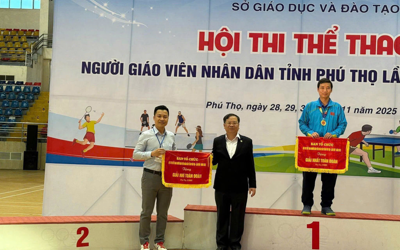 SỞ GIÁO DỤC VÀ ĐÀO TẠO
HỘI THI THỂ THAO
NGƯỜI GIÁO VIÊN NHÂN DÂN TỈNH PHÚ THỌ LẦ
Phú Thọ, ngày 28, 29, 11 năm 2025
BAN TỔ CHỨC
GIẢI NHÌ TOÀN ĐOÀN
BAN TỔ CHỨC
GIẢI NHẤT TOÀN ĐOÀN
2
1